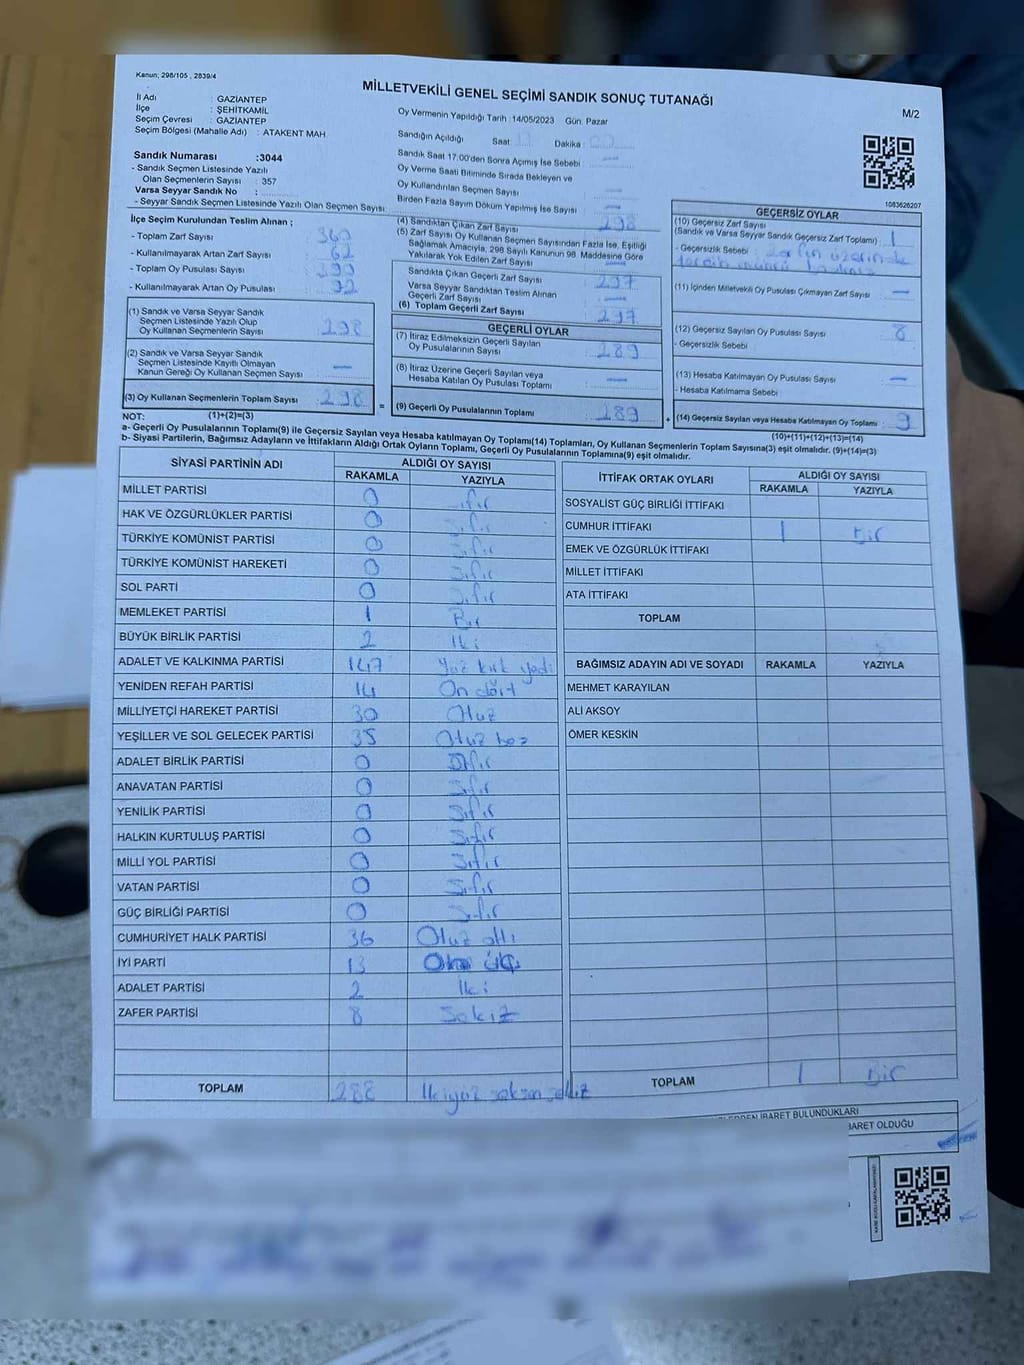 Kanun; 298/105 , 2839/4
MİLLETVEKİLİ GENEL SEÇİMİ SANDIK SONUÇ TUTANAĞI
M/2
İl Adı : GAZİANTEP
İlçe : ŞEHİTKAMİL
Seçim Çevresi : GAZİANTEP
Seçim Bölgesi (Mahalle Adı) : ATAKENT MAH.
Oy Vermenin Yapıldığı Tarih :14/05/2023 Gün. Pazar
Sandığın Açıldığı Saat Dakika :
Sandık Saat 17.00'den Sonra Açımış İse Sebebi : —
Oy Verme Saati Bitiminde Sırada Bekleyen ve
Oy Kullandırılan Seçmen Sayısı : —
Birden Fazla Sayım Döküm Yapılmış İse Sayısı : —
Sandık Numarası :3044
- Sandık Seçmen Listesinde Yazılı
Olan Seçmenlerin Sayısı : 357
Varsa Seyyar Sandık No :
- Seyyar Sandık Seçmen Listesinde Yazılı Olan Seçmen Sayısı:
1083626207
İlçe Seçim Kurulundan Teslim Alınan ;
- Toplam Zarf Sayısı : 360
- Kullanılmayarak Artan Zarf Sayısı : 62
- Toplam Oy Pusulası Sayısı :
- Kullanılmayarak Artan Oy Pusulası :
(1) Sandık ve Varsa Seyyar Sandık
Seçmen Listesinde Yazılı Olup
Oy Kullanan Seçmenlerin Sayısı : 298
(2) Sandık ve Varsa Seyyar Sandık
Seçmen Listesinde Kayıtlı Olmayan
Kanun Gereği Oy Kullanan Seçmen Sayısı : —
(3) Oy Kullanan Seçmenlerin Toplam Sayısı : 298
(1)+(2)=(3)
(4) Sandıktan Çıkan Zarf Sayısı : 298
(5) Zarf Sayısı Oy Kullanan Seçmen Sayısından Fazla İse, Eşitliği
Sağlamak Amacıyla, 298 Sayılı Kanunun 98. Maddesine Göre
Yakılarak Yok Edilen Zarf Sayısı : —
Sandıkta Çıkan Geçerli Zarf Sayısı : 297
Varsa Seyyar Sandıktan Teslim Alınan
Geçerli Zarf Sayısı : —
(6) Toplam Geçerli Zarf Sayısı : 297
GEÇERLİ OYLAR
(7) İtiraz Edilmeksizin Geçerli Sayılan
Oy Pusulalarının Sayısı : 289
(8) İtiraz Üzerine Geçerli Sayılan veya
Hesaba Katılan Oy Pusulası Toplamı : —
= (9) Geçerli Oy Pusulalarının Toplamı : 289
GEÇERSİZ OYLAR
(10) Geçersiz Zarf Sayısı
(Sandık ve Varsa Seyyar Sandık Geçersiz Zarf Toplamı) : 1
- Geçersizlik Sebebi : Zarfın üzerinde
(11) İçinden Milletvekili Oy Pusulası Çıkmayan Zarf Sayısı : —
(12) Geçersiz Sayılan Oy Pusulası Sayısı : 8
- Geçersizlik Sebebi :
(13) Hesaba Katılmayan Oy Pusulası Sayısı : —
- Hesaba Katılmama Sebebi :
+ (14) Geçersiz Sayılan veya Hesaba Katılmayan Oy Toplamı : 9
(10)+(11)+(12)+(13)=(14)
NOT:
a- Geçerli Oy Pusulalarının Toplamı(9) ile Geçersiz Sayılan veya Hesaba katılmayan Oy Toplamı(14) Toplamları, Oy Kullanan Seçmenlerin Toplam Sayısına(3) eşit olmalıdır. (9)+(14)=(3)
b- Siyasi Partilerin, Bağımsız Adayların ve İttifakların Aldığı Ortak Oyların Toplamı, Geçerli Oy Pusulalarının Toplamına(9) eşit olmalıdır.
SİYASİ PARTİNİN ADI ALDIĞI OY SAYISI
RAKAMLA YAZIYLA
MİLLET PARTİSİ 0 Sıfır
HAK VE ÖZGÜRLÜKLER PARTİSİ 0 Sıfır
TÜRKİYE KOMÜNİST PARTİSİ 0 Sıfır
TÜRKİYE KOMÜNİST HAREKETİ 0 Sıfır
SOL PARTİ 0 Sıfır
MEMLEKET PARTİSİ 1 Bir
BÜYÜK BİRLİK PARTİSİ 2 İki
ADALET VE KALKINMA PARTİSİ 147 Yüz kırk yedi
YENİDEN REFAH PARTİSİ 14 On dört
MİLLİYETÇİ HAREKET PARTİSİ 30 Otuz
YEŞİLLER VE SOL GELECEK PARTİSİ 35 Otuz beş
ADALET BİRLİK PARTİSİ 0 Sıfır
ANAVATAN PARTİSİ 0 Sıfır
YENİLİK PARTİSİ 0 Sıfır
HALKIN KURTULUŞ PARTİSİ 0 Sıfır
MİLLİ YOL PARTİSİ 0 Sıfır
VATAN PARTİSİ 0 Sıfır
GÜÇ BİRLİĞİ PARTİSİ 0 Sıfır
CUMHURİYET HALK PARTİSİ 36 Otuz altı
İYİ PARTİ 13 On üç
ADALET PARTİSİ 2 İki
ZAFER PARTİSİ 8 Sekiz
TOPLAM 288 İkiyüz seksen sekiz
İTTİFAK ORTAK OYLARI ALDIĞI OY SAYISI
RAKAMLA YAZIYLA
SOSYALİST GÜÇ BİRLİĞİ İTTİFAKI
CUMHUR İTTİFAKI 1 Bir
EMEK VE ÖZGÜRLÜK İTTİFAKI
MİLLET İTTİFAKI
ATA İTTİFAKI
TOPLAM
BAĞIMSIZ ADAYIN ADI VE SOYADI RAKAMLA YAZIYLA
MEHMET KARAYILAN
ALİ AKSOY
ÖMER KESKİN
TOPLAM 1 Bir
İBARET BULUNDUKLARI
BARET OLDUĞU